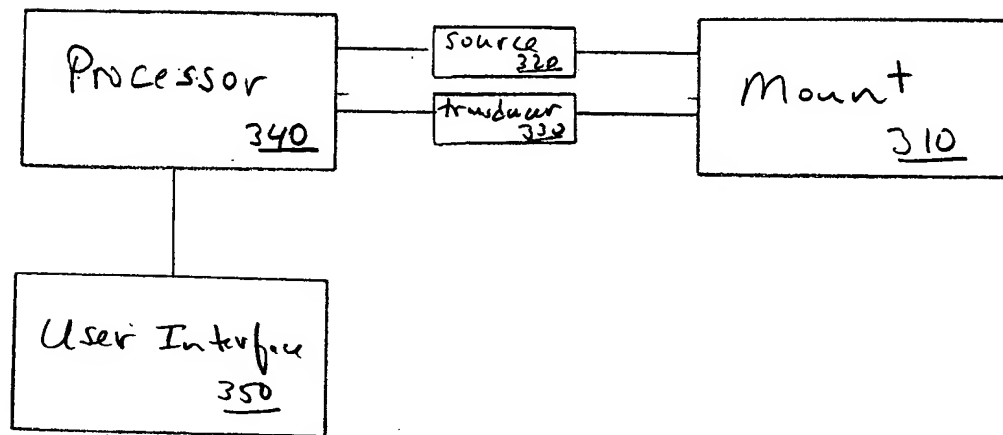 Processor
340
source
320
transducer
330
Mount
310
User Interface
350